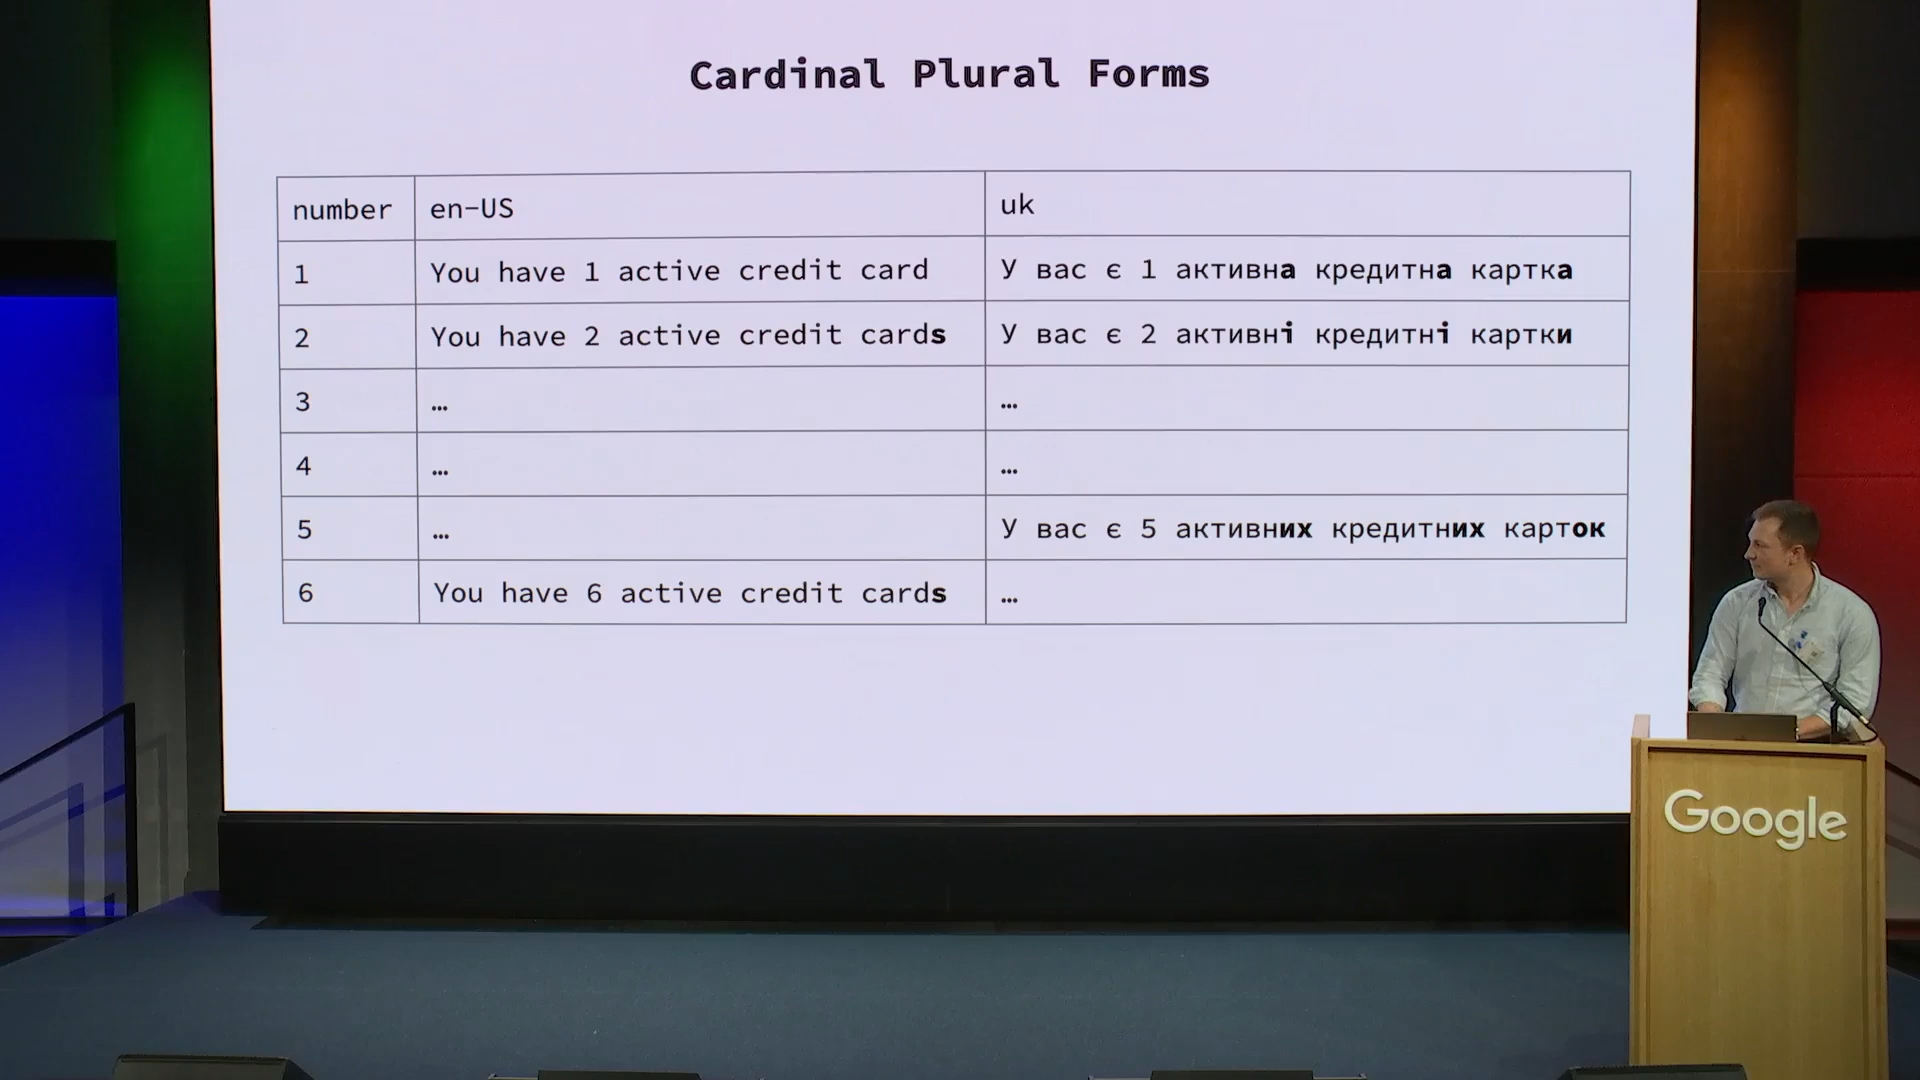 Cardinal Plural Forms
number en-US uk
1 You have 1 active credit card У вас є 1 активна кредитна картка
2 You have 2 active credit cards У вас є 2 активні кредитні картки
3 … …
4 … …
5 … У вас є 5 активних кредитних карток
6 You have 6 active credit cards …
Google